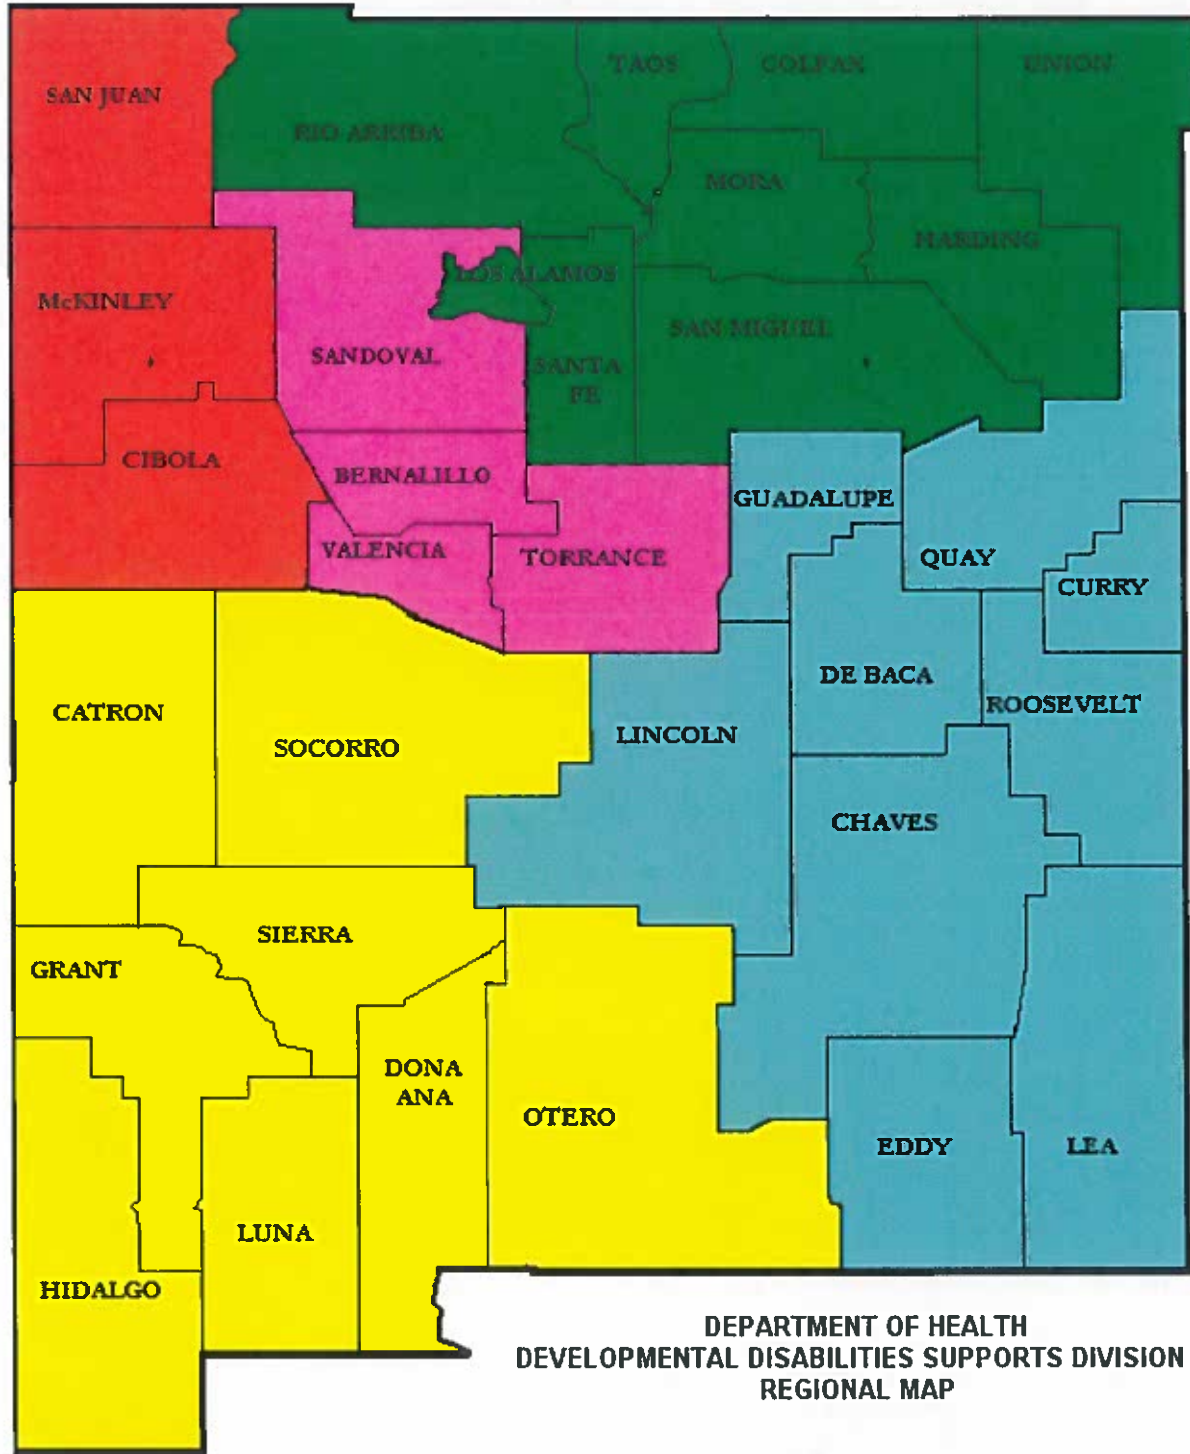 TAOS
COLFAX
UNION
SAN JUAN
RIO ARRIBA
MORA
HARDING
LOS ALAMOS
McKINLEY
SAN MIGUEL
SANDOVAL
SANTA
FE
CIBOLA
BERNALILLO
GUADALUPE
VALENCIA
TORRANCE
QUAY
CURRY
DE BACA
ROOSEVELT
CATRON
LINCOLN
SOCORRO
CHAVES
SIERRA
GRANT
DONA
ANA
OTERO
EDDY
LEA
LUNA
HIDALGO
DEPARTMENT OF HEALTH
DEVELOPMENTAL DISABILITIES SUPPORTS DIVISION
REGIONAL MAP